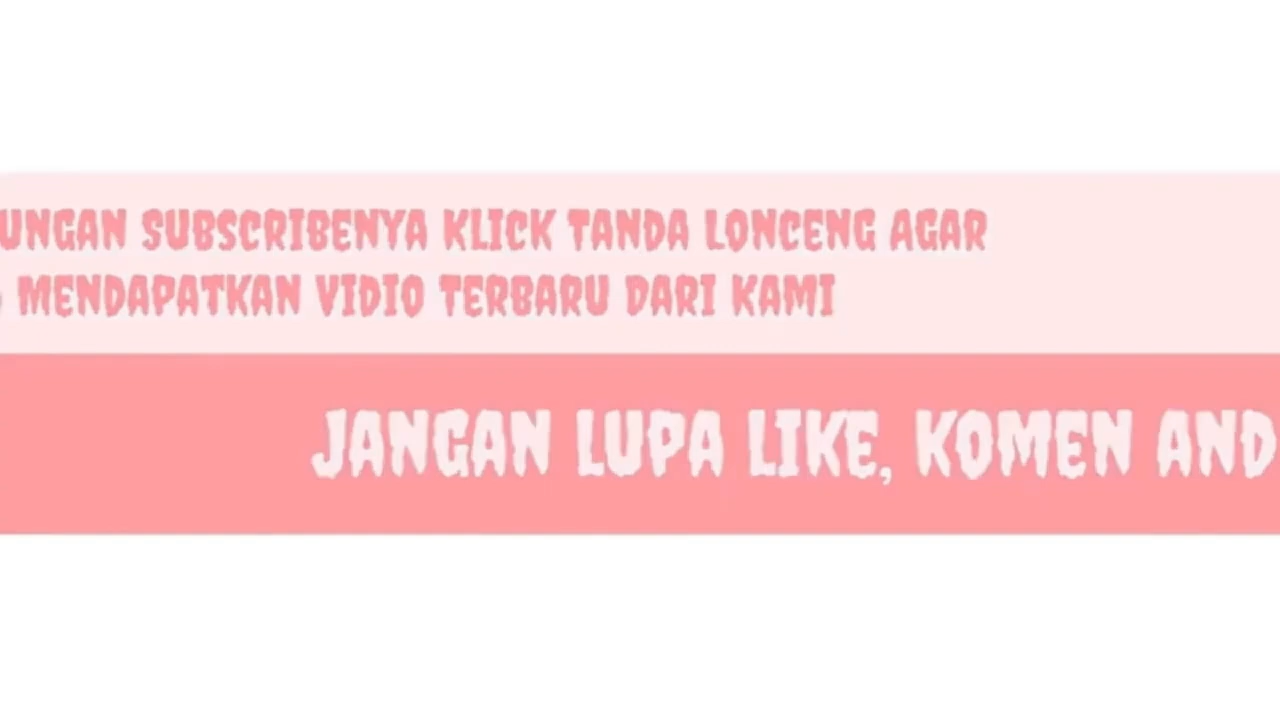 UNGAN SUBSCRIBENYA KLICK TANDA LONCENG AGAR
MENDAPATKAN VIDIO TERBARU DARI KAMI
JANGAN LUPA LIKE, KOMEN AND